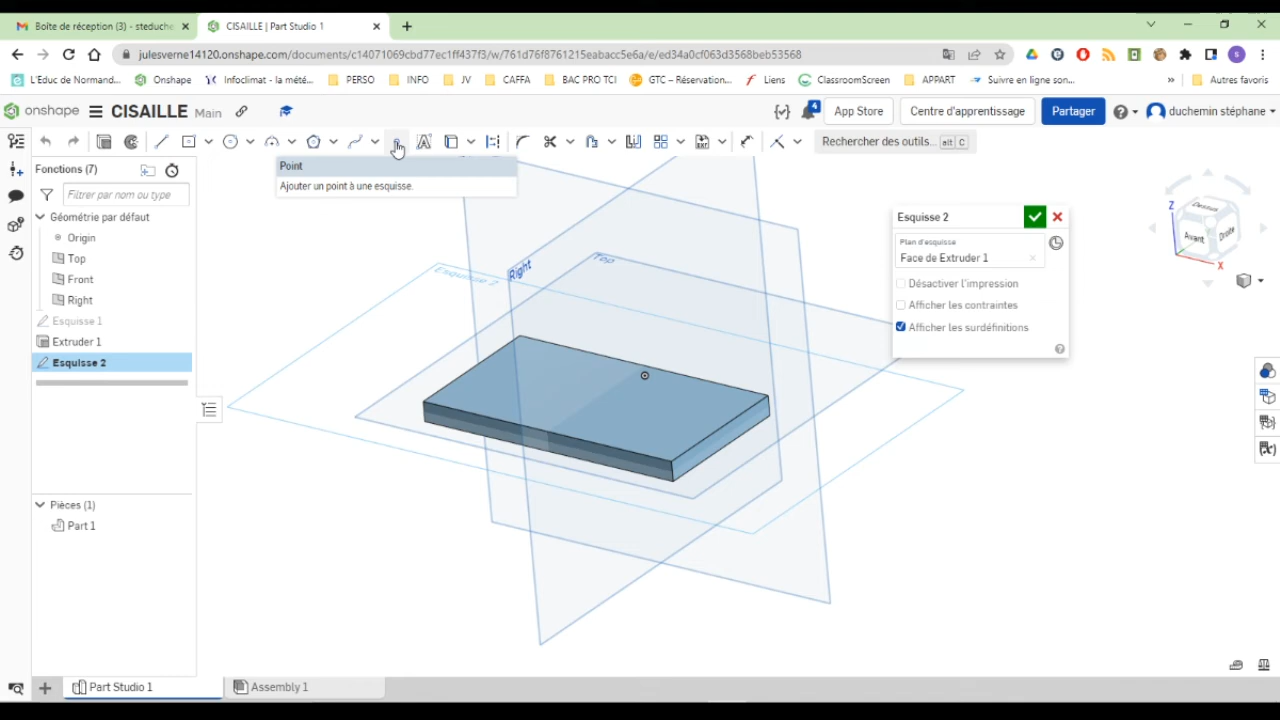 Boîte de réception (3) - steduche
CISAILLE | Part Studio 1
julesverne14120.onshape.com/documents/c14071069cbd77ec1ff437f3/w/761d76f8761215eabacc5e6a/e/ed34a0cf063d3568beb53568
L'Educ de Normand...
Onshape
Infoclimat - la mété...
PERSO
INFO
JV
CAFFA
BAC PRO TCI
GTC – Réservation...
Liens
ClassroomScreen
APPART
Suivre en ligne son...
»
Autres favoris
onshape
CISAILLE
Main
4
App Store
Centre d'apprentissage
Partager
duchemin stéphane
Rechercher des outils...
alt C
Point
Ajouter un point à une esquisse.
Fonctions (7)
Filtrer par nom ou type
Géométrie par défaut
Origin
Top
Front
Right
Esquisse 1
Extruder 1
Esquisse 2
Pièces (1)
Part 1
Esquisse 2
Right
Top
Esquisse 2
Plan d'esquisse
Face de Extruder 1
Désactiver l'impression
Afficher les contraintes
Afficher les surdéfinitions
Z
Dessus
Avant
Droite
X
Part Studio 1
Assembly 1